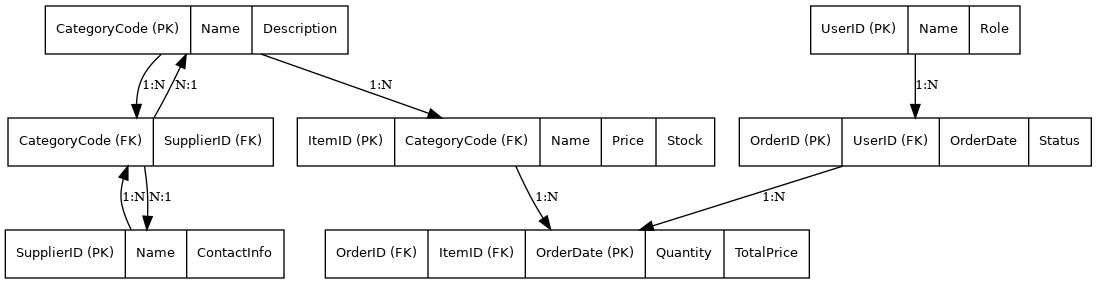 CategoryCode (PK) Name Description
UserID (PK) Name Role
1:N N:1 1:N 1:N
CategoryCode (FK) SupplierID (FK)
ItemID (PK) CategoryCode (FK) Name Price Stock
OrderID (PK) UserID (FK) OrderDate Status
1:N N:1 1:N 1:N
SupplierID (PK) Name ContactInfo
OrderID (FK) ItemID (FK) OrderDate (PK) Quantity TotalPrice